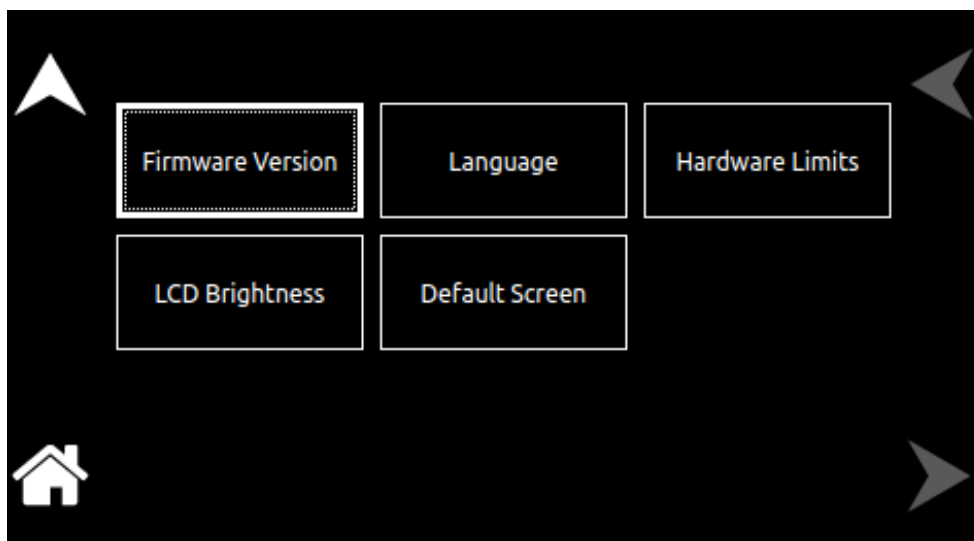 Firmware Version
Language
Hardware Limits
LCD Brightness
Default Screen